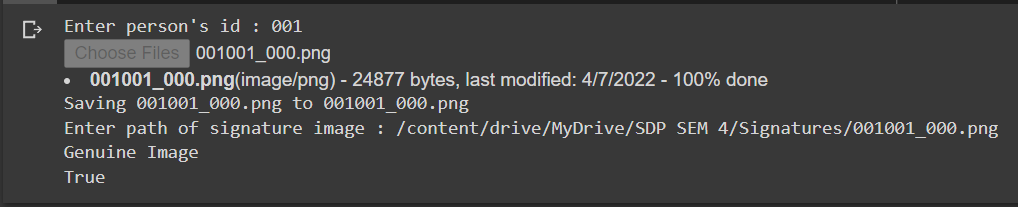 Enter person's id : 001
Choose Files 001001_000.png
• 001001_000.png(image/png) - 24877 bytes, last modified: 4/7/2022 - 100% done
Saving 001001_000.png to 001001_000.png
Enter path of signature image : /content/drive/MyDrive/SDP SEM 4/Signatures/001001_000.png
Genuine Image
True